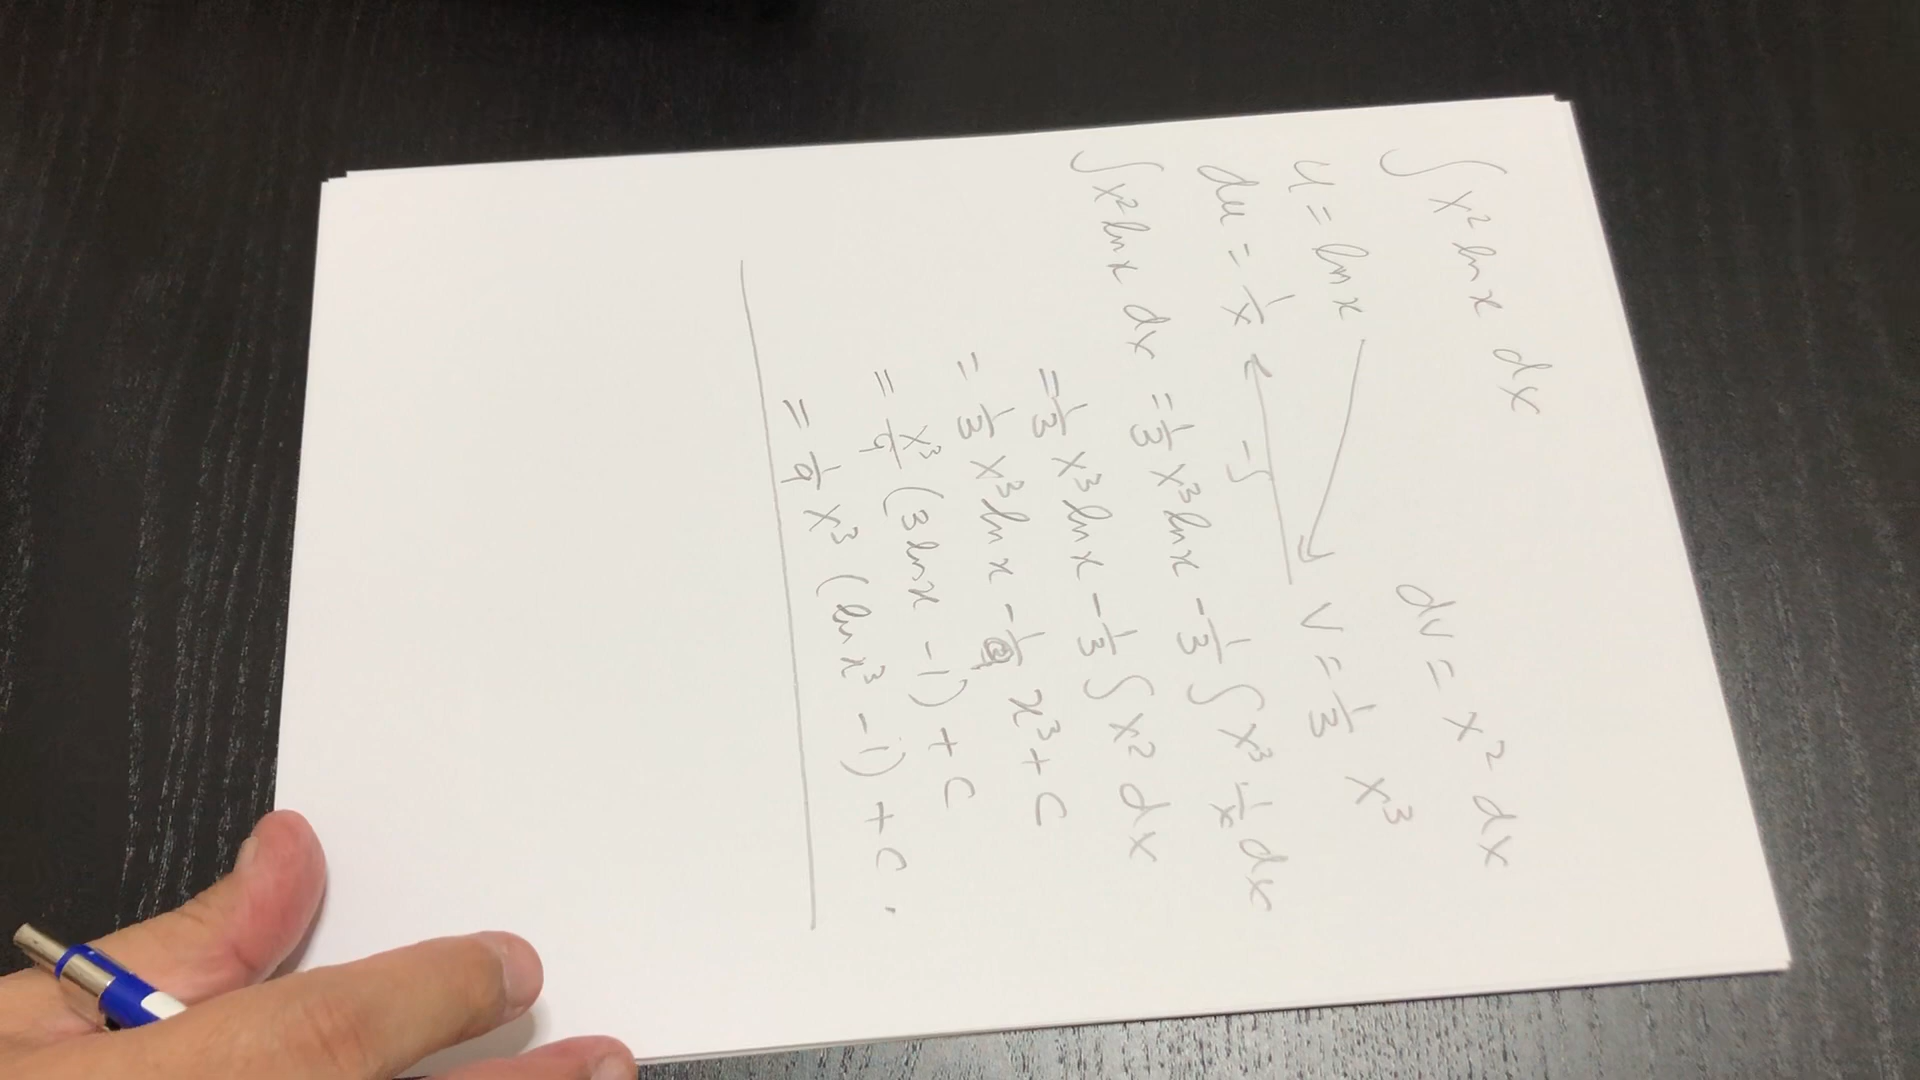 ∫ x² ln x dx
u = ln x dv = x² dx
du = 1/x -∫ v = 1/3 x³
∫ x² ln x dx = 1/3 x³ ln x - 1/3 ∫ x³ · 1/x dx
= 1/3 x³ ln x - 1/3 ∫ x² dx
= 1/3 x³ ln x - 1/9 x³ + C
= x³/9 (3 ln x - 1) + C
= 1/9 x³ (ln x³ - 1) + C.